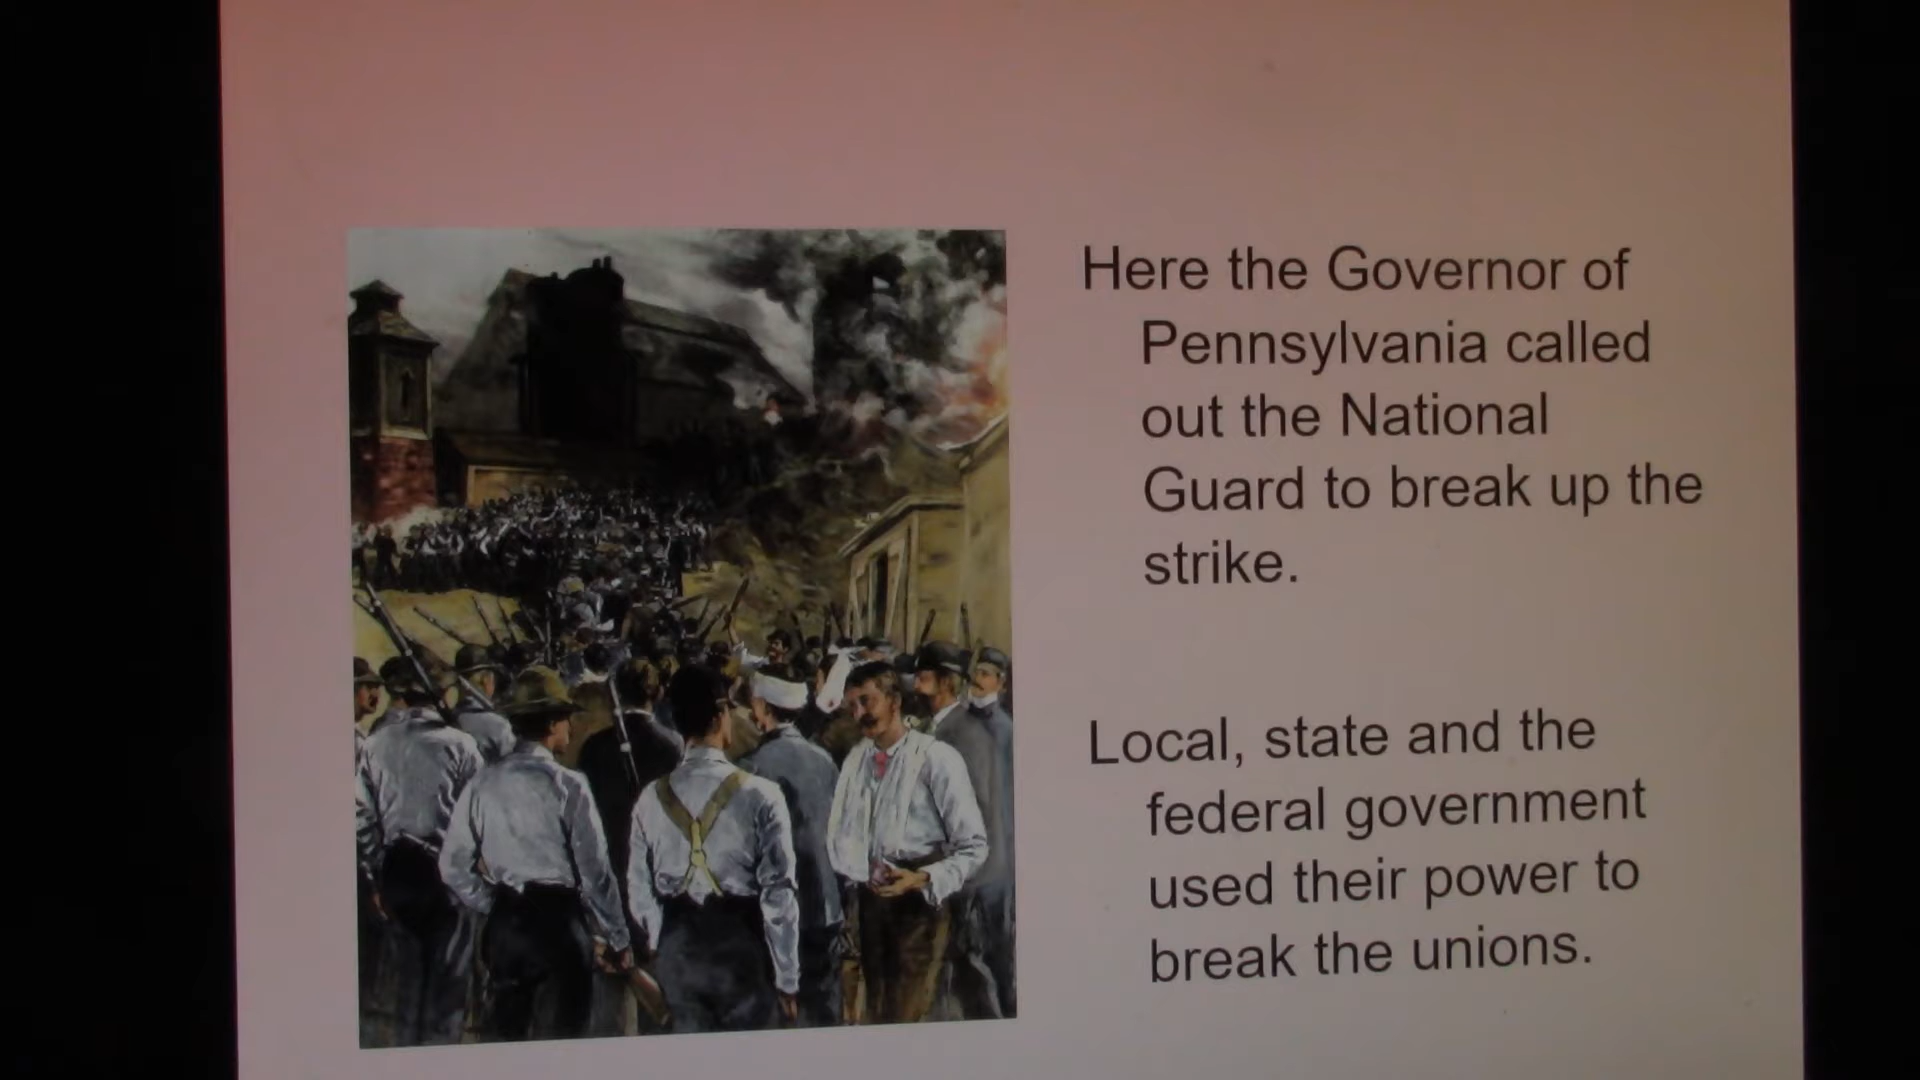 Here the Governor of
Pennsylvania called
out the National
Guard to break up the
strike.
Local, state and the
federal government
used their power to
break the unions.